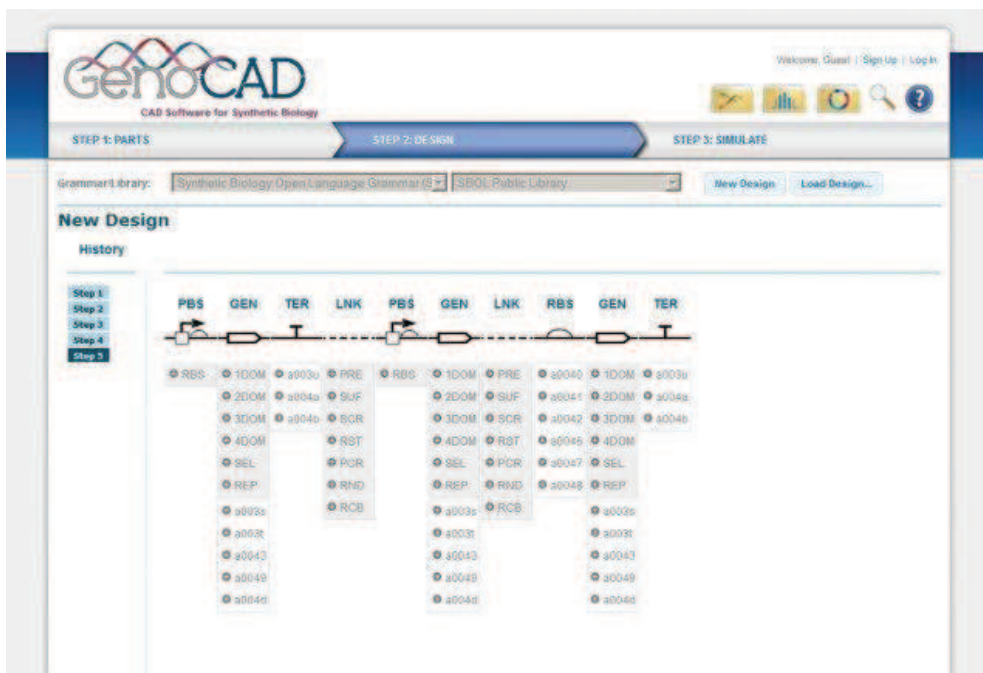 GenoCAD
CAD Software for Synthetic Biology
Welcome, Guest | Sign Up | Log In
STEP 1: PARTS STEP 2: DESIGN STEP 3: SIMULATE
Grammar/Library: Synthetic Biology Open Language Grammar (S SBOL Public Library New Design Load Design...
New Design
History
Step 1
Step 2
Step 3
Step 4
Step 5
PBS GEN TER LNK PBS GEN LNK RBS GEN TER
RBS 1DOM a003u PRE RBS 1DOM PRE a0040 1DOM a003u
2DOM a004a SUF 2DOM SUF a0041 2DOM a004a
3DOM a004b SCR 3DOM SCR a0042 3DOM a004b
4DOM RST 4DOM RST a0046 4DOM
SEL PCR SEL PCR a0047 SEL
REP RND REP RND a0048 REP
a003s RCB a003s RCB a003s
a003t a003t a003t
a0043 a0043 a0043
a0049 a0049 a0049
a004d a004d a004d